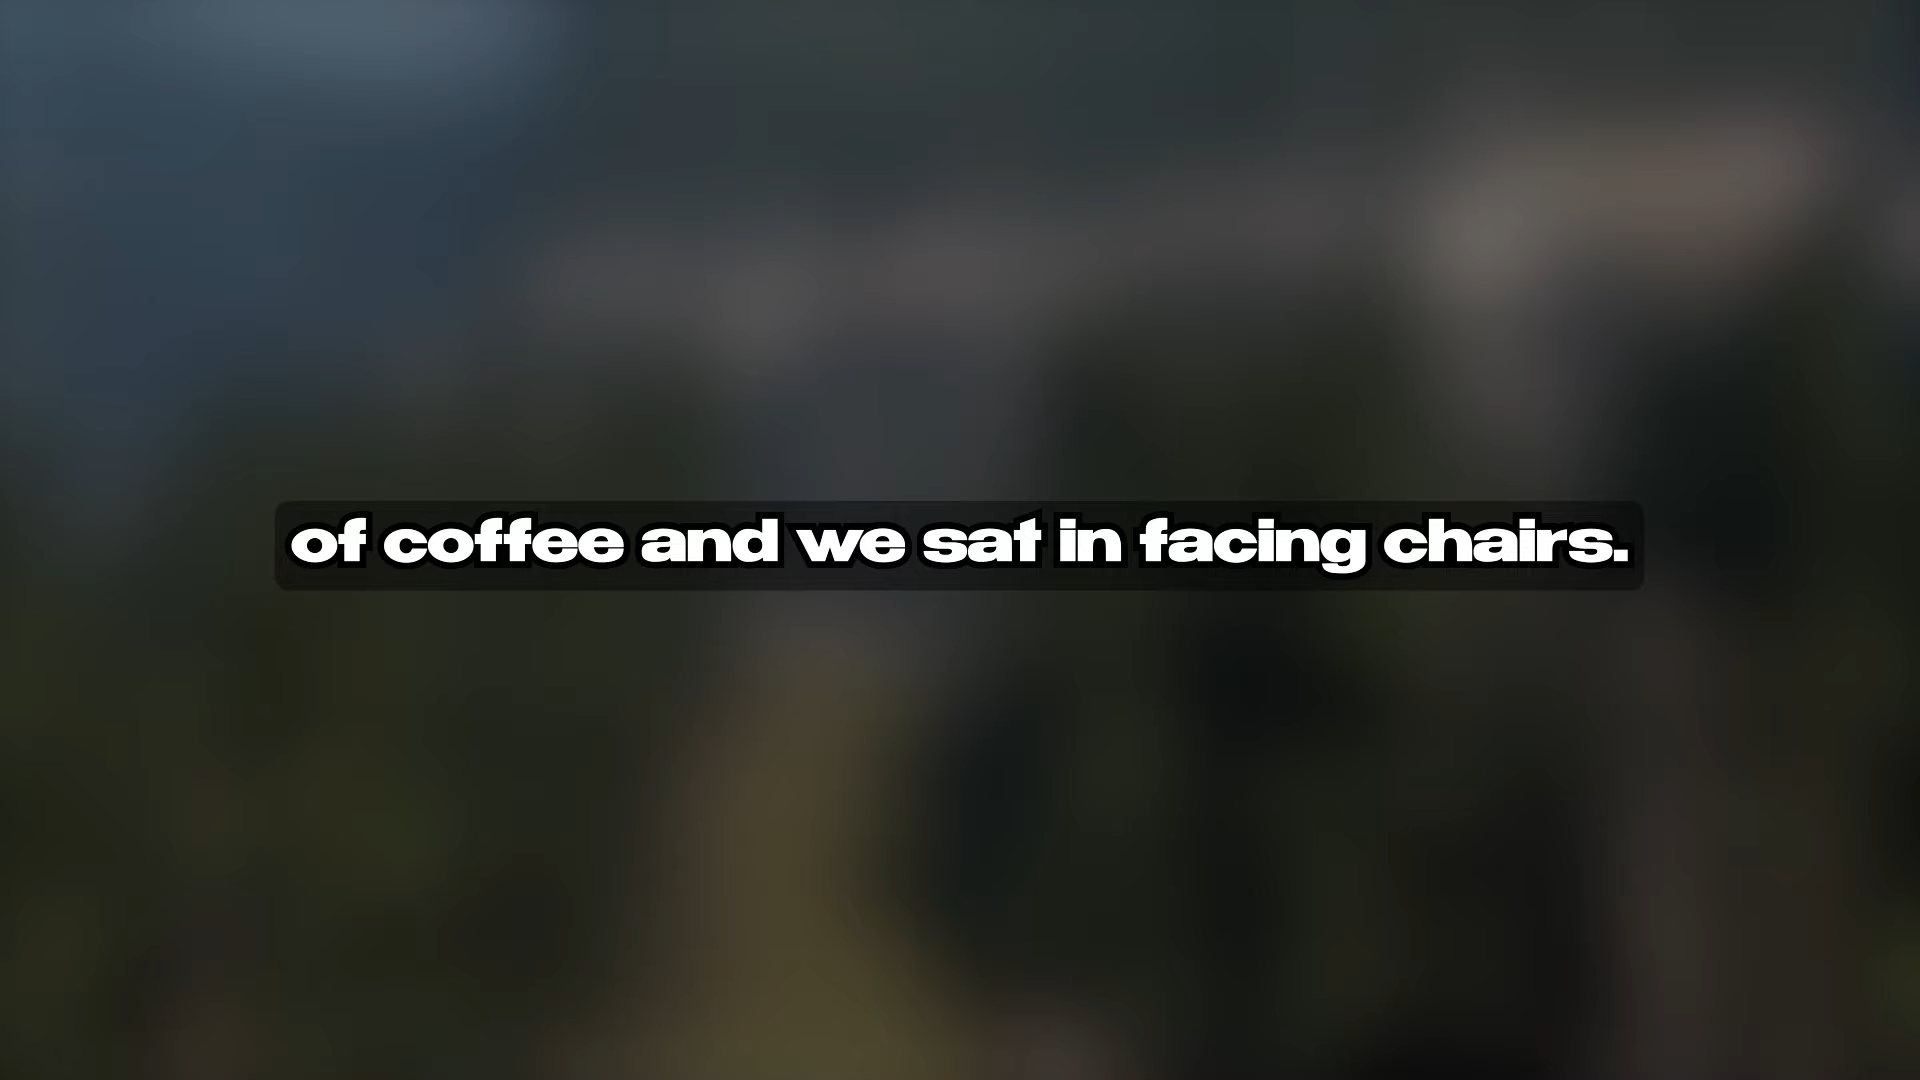 of coffee and we sat in facing chairs.